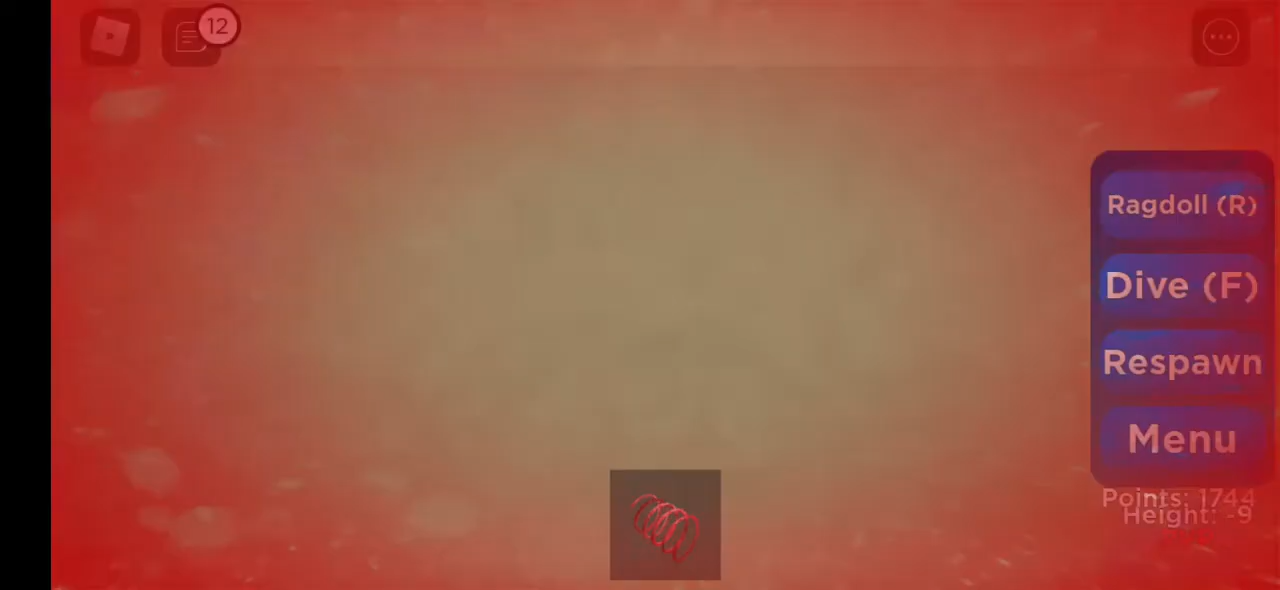 12
Ragdoll (R)
Dive (F)
Respawn
Menu
Points: 1744
Height: -9